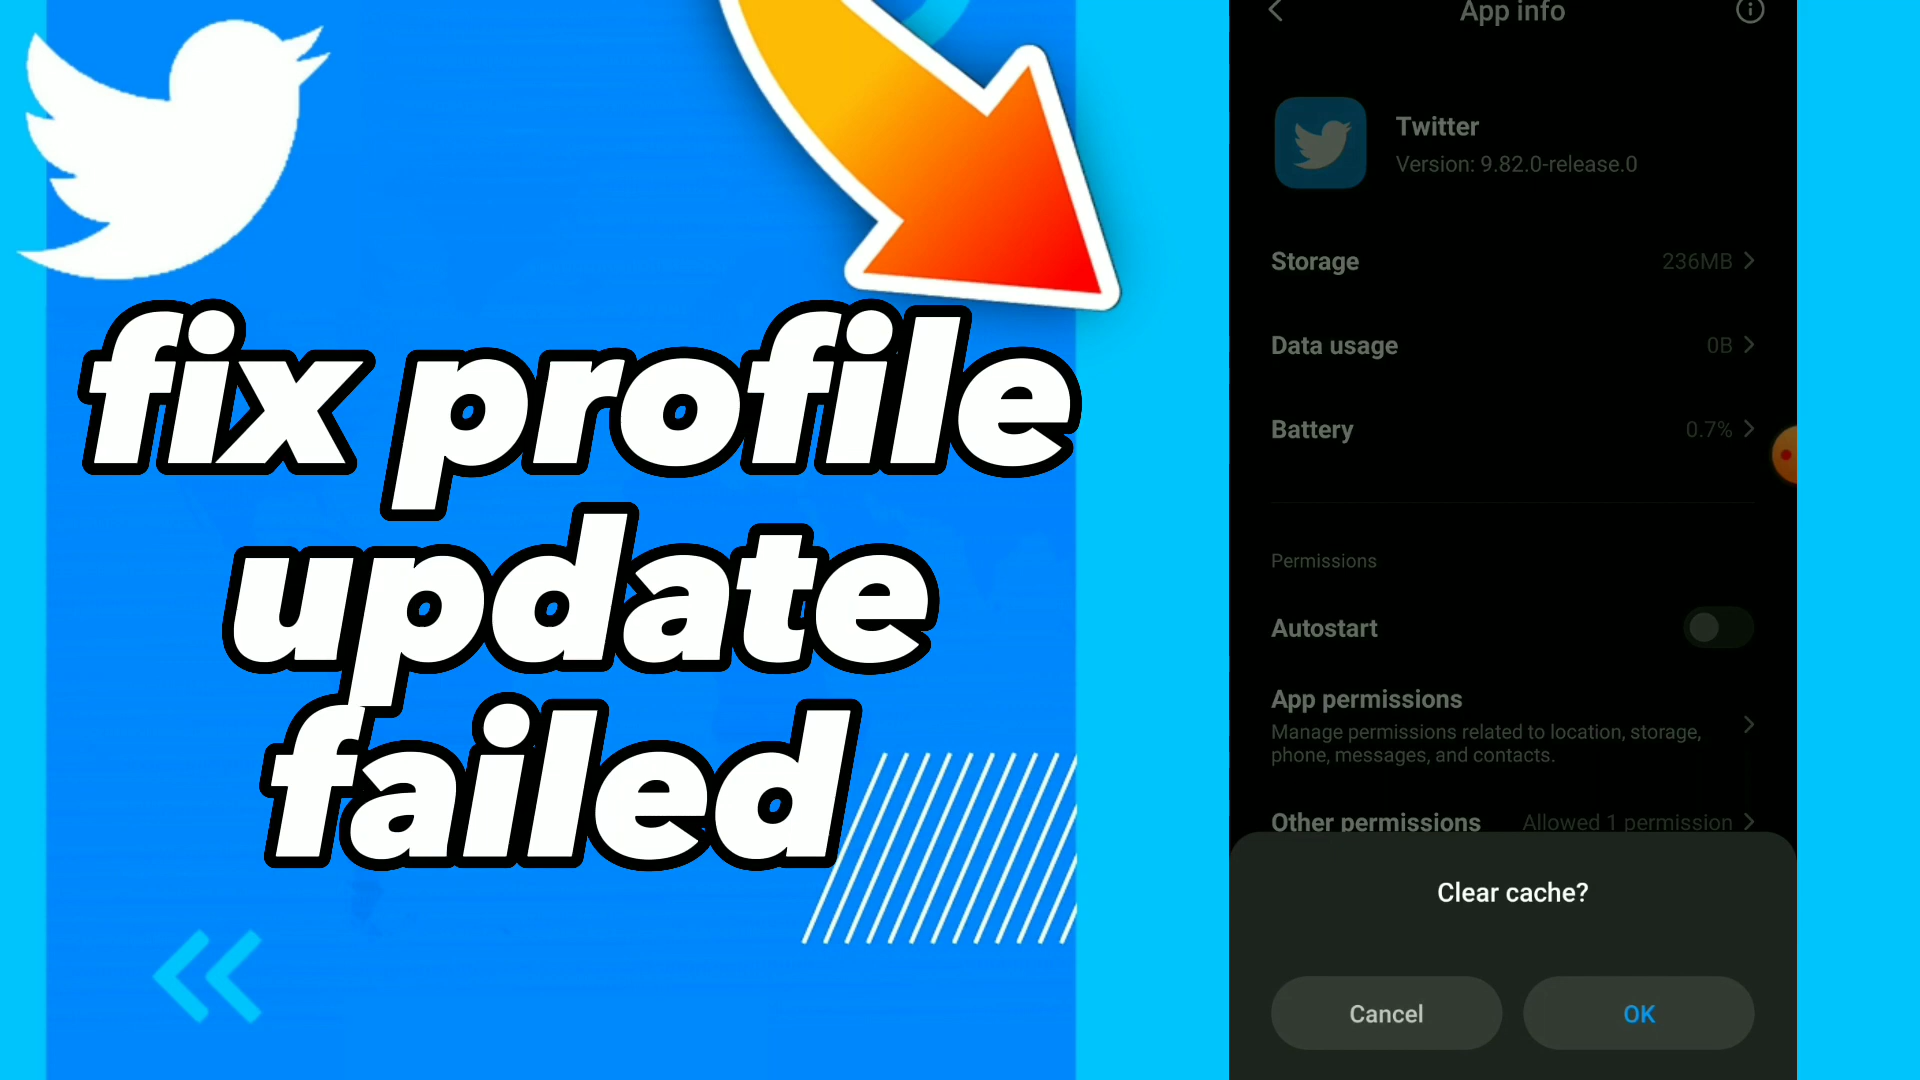 fix profile
update
failed
App info
Twitter
Version: 9.82.0-release.0
Storage 236MB
Data usage 0B
Battery 0.7%
Permissions
Autostart
App permissions
Manage permissions related to location, storage,
phone, messages, and contacts.
Other permissions Allowed 1 permission
Clear cache?
Cancel OK